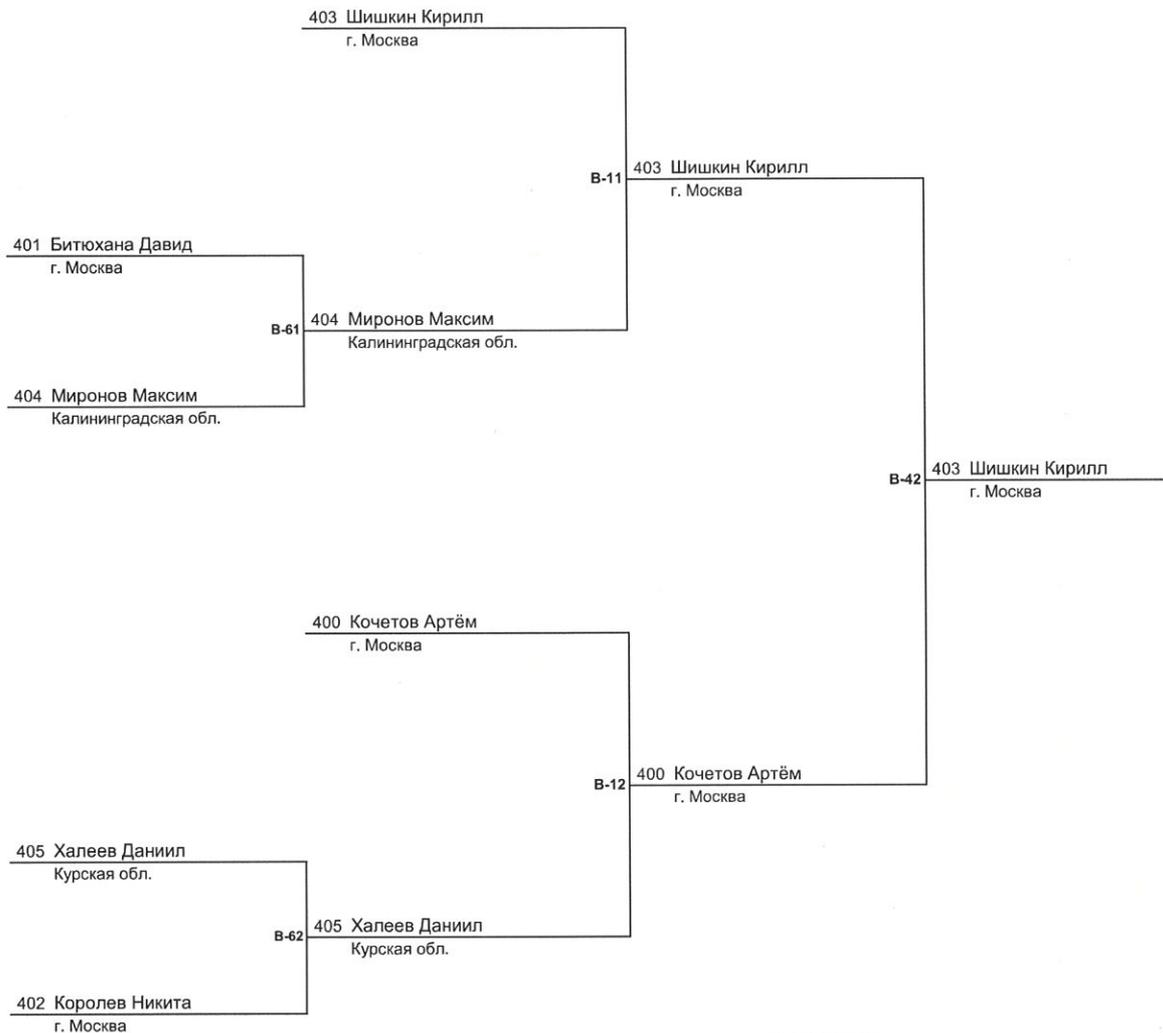 403 Шишкин Кирилл
г. Москва
B-11
403 Шишкин Кирилл
г. Москва
401 Битюхана Давид
г. Москва
B-61
404 Миронов Максим
Калининградская обл.
404 Миронов Максим
Калининградская обл.
B-42
403 Шишкин Кирилл
г. Москва
400 Кочетов Артём
г. Москва
B-12
400 Кочетов Артём
г. Москва
405 Халеев Даниил
Курская обл.
B-62
405 Халеев Даниил
Курская обл.
402 Королев Никита
г. Москва